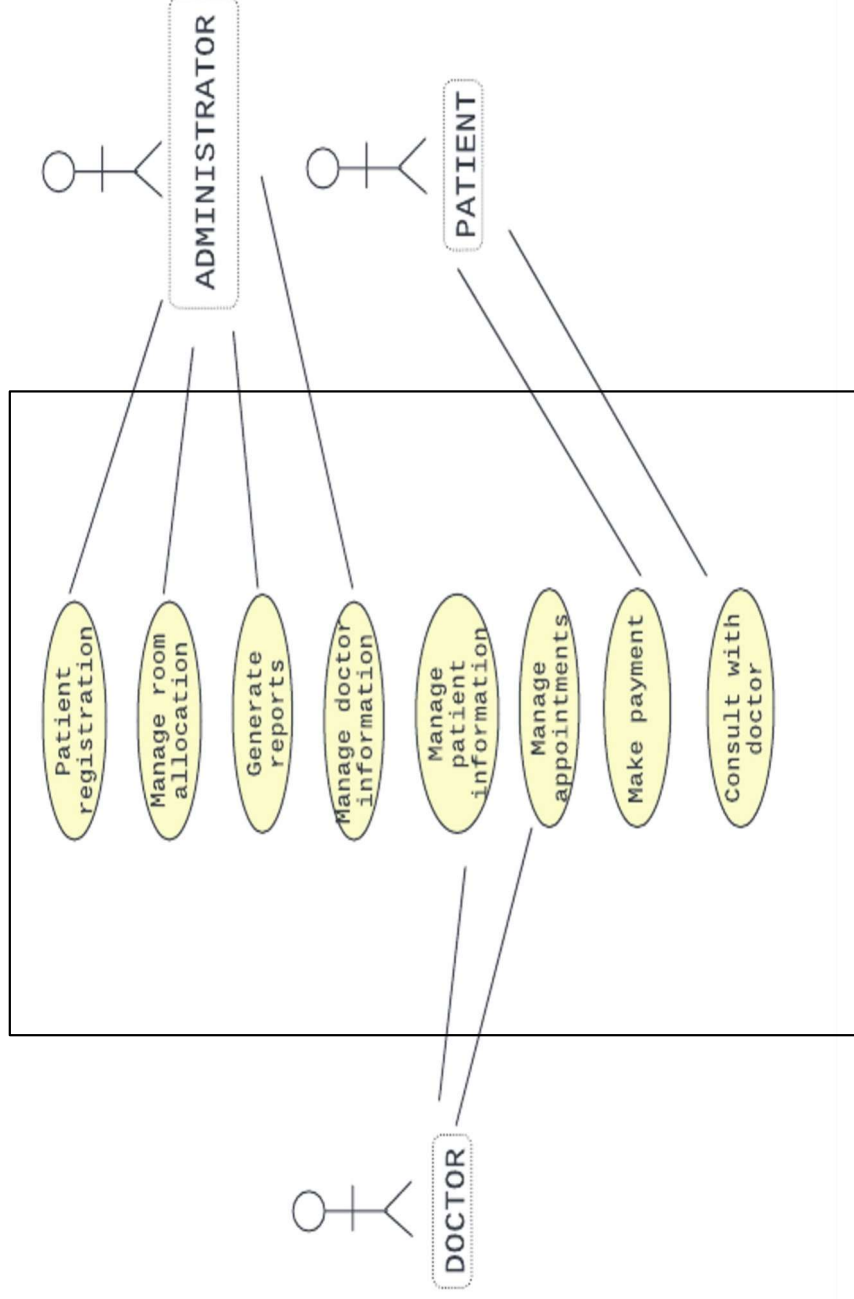 ADMINISTRATOR
PATIENT
Patient
registration
Manage room
allocation
Generate
reports
Manage doctor
information
Manage
patient
information
Manage
appointments
Make payment
Consult with
doctor
DOCTOR